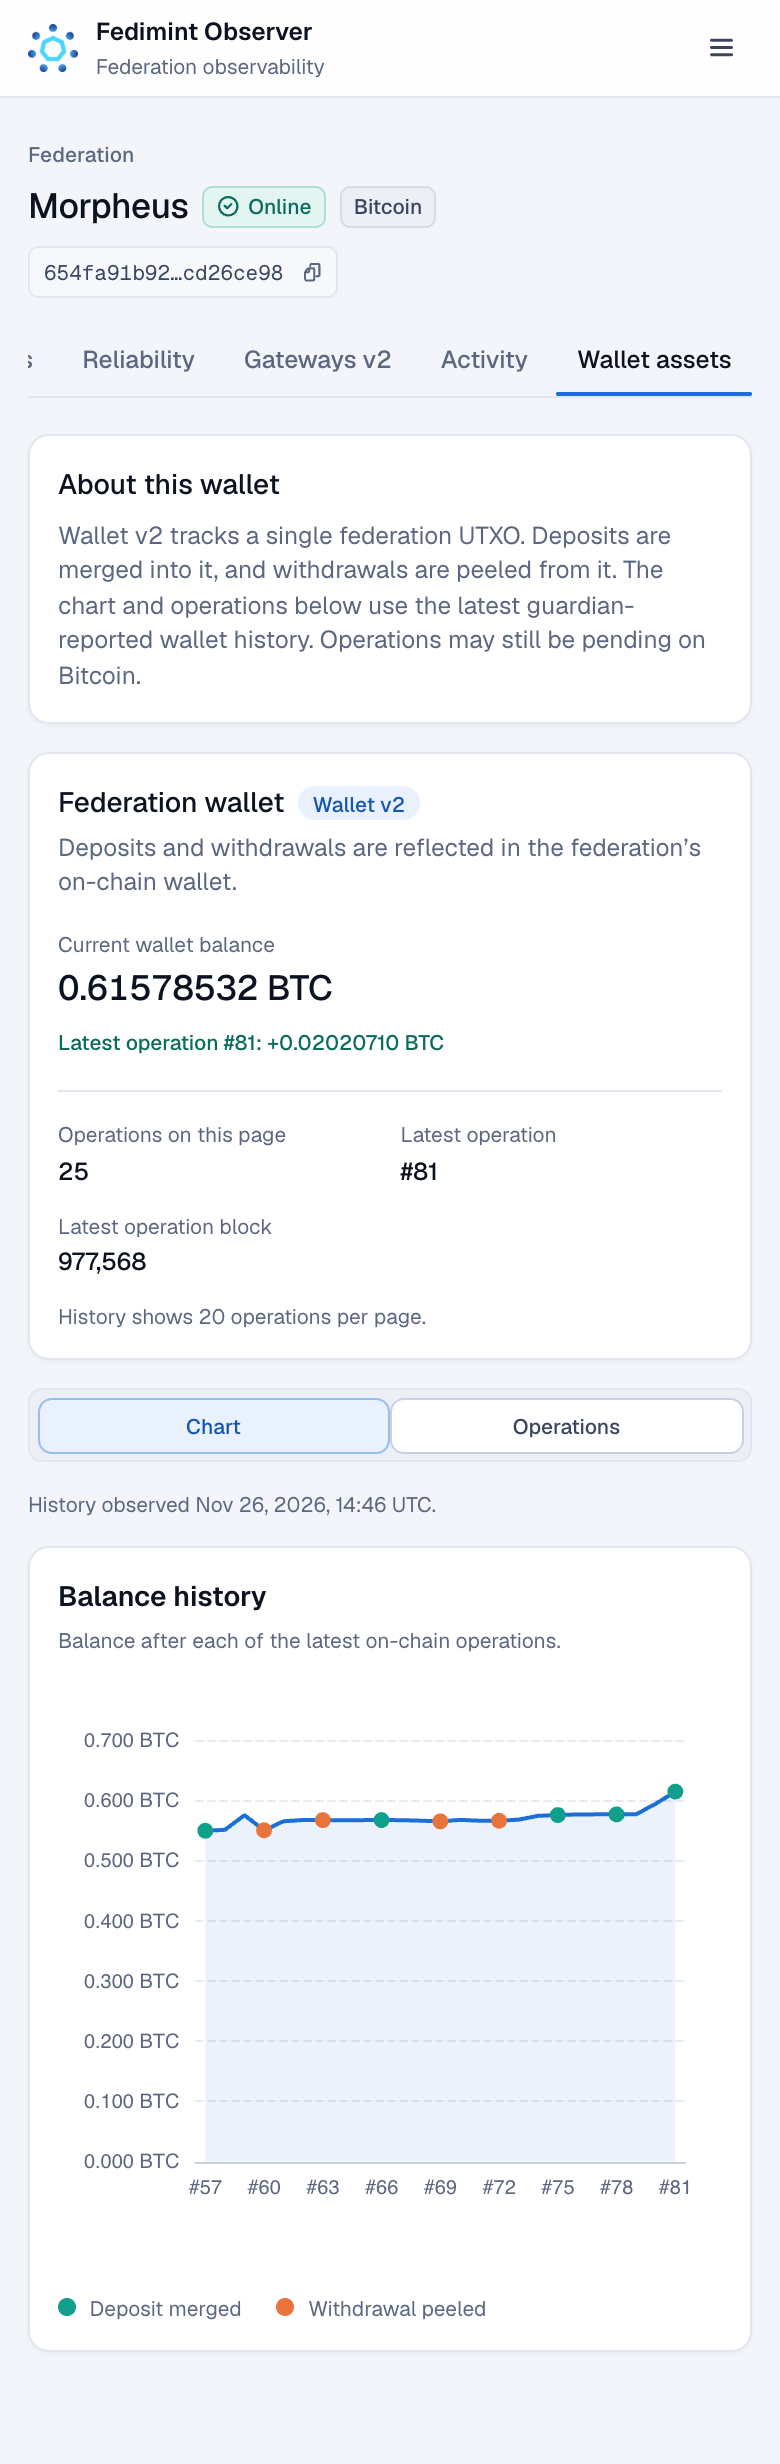 Fedimint Observer
Federation observability
Federation
Morpheus Online Bitcoin
654fa91b92…cd26ce98
s Reliability Gateways v2 Activity Wallet assets
About this wallet
Wallet v2 tracks a single federation UTXO. Deposits are
merged into it, and withdrawals are peeled from it. The
chart and operations below use the latest guardian-
reported wallet history. Operations may still be pending on
Bitcoin.
Federation wallet Wallet v2
Deposits and withdrawals are reflected in the federation’s
on-chain wallet.
Current wallet balance
0.61578532 BTC
Latest operation #81: +0.02020710 BTC
Operations on this page Latest operation
25 #81
Latest operation block
977,568
History shows 20 operations per page.
Chart Operations
History observed Nov 26, 2026, 14:46 UTC.
Balance history
Balance after each of the latest on-chain operations.
0.700 BTC
0.600 BTC
0.500 BTC
0.400 BTC
0.300 BTC
0.200 BTC
0.100 BTC
0.000 BTC
#57 #60 #63 #66 #69 #72 #75 #78 #81
Deposit merged Withdrawal peeled